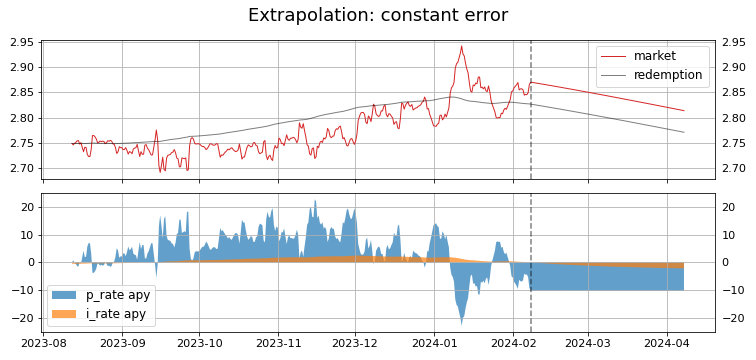 Extrapolation: constant error
2.95 2.95
2.90 2.90
2.85 2.85
2.80 2.80
2.75 2.75
2.70 2.70
market
redemption
20 20
10 10
0 0
−10 −10
−20 −20
p_rate apy
i_rate apy
2023-08 2023-09 2023-10 2023-11 2023-12 2024-01 2024-02 2024-03 2024-04